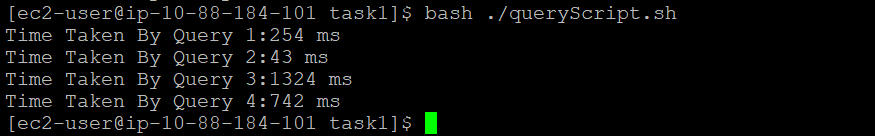 [ec2-user@ip-10-88-184-101 task1]$ bash ./queryScript.sh
Time Taken By Query 1:254 ms
Time Taken By Query 2:43 ms
Time Taken By Query 3:1324 ms
Time Taken By Query 4:742 ms
[ec2-user@ip-10-88-184-101 task1]$